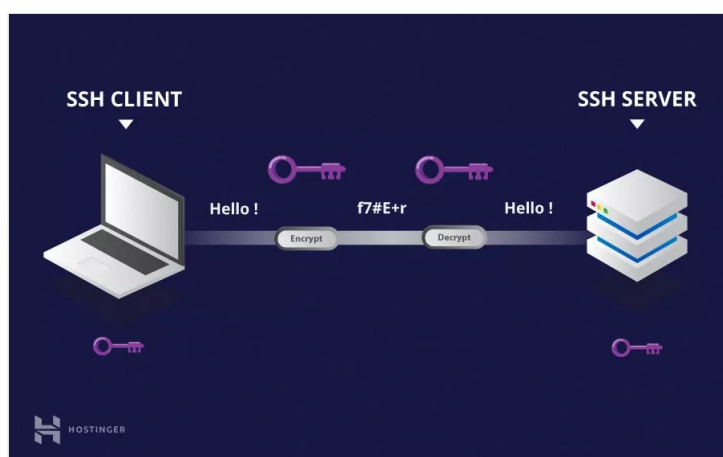 SSH CLIENT
SSH SERVER
Hello !
f7#E+r
Hello !
Encrypt
Decrypt
HOSTINGER